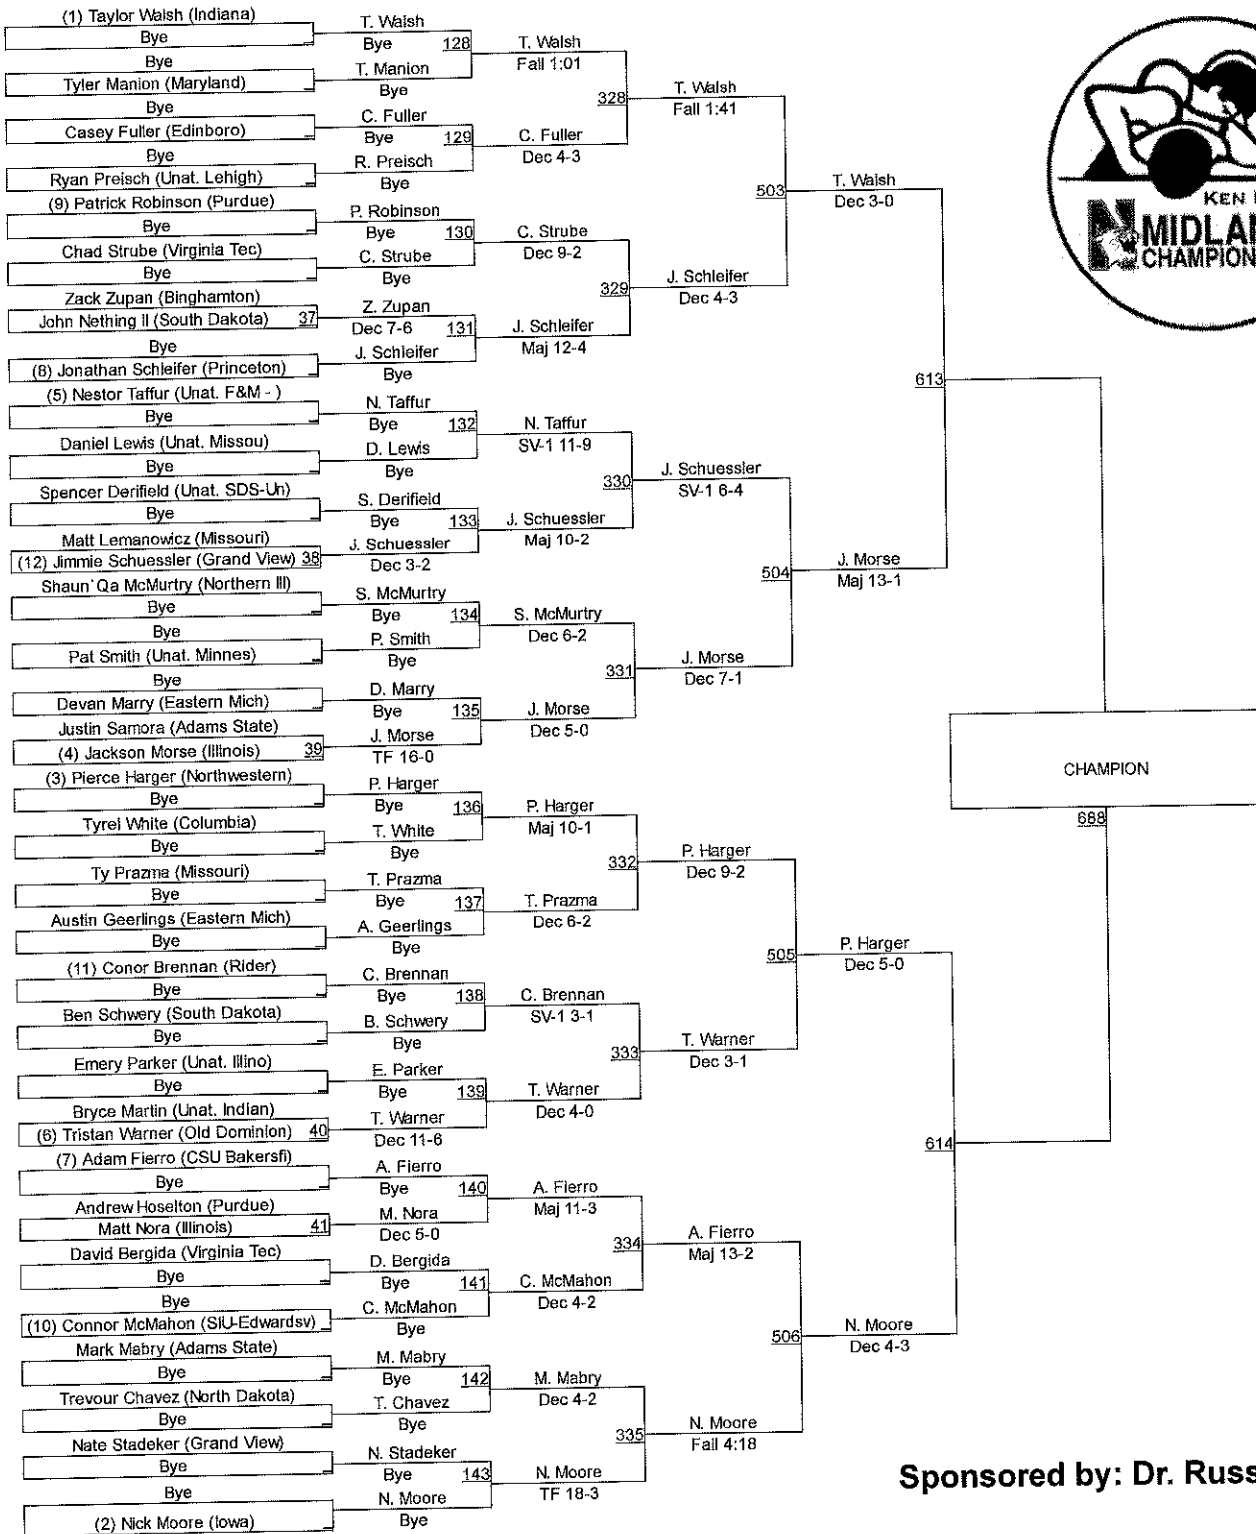 (1) Taylor Walsh (Indiana)
Bye
Bye
Tyler Manion (Maryland)
Bye
Casey Fuller (Edinboro)
Bye
Ryan Preisch (Unat. Lehigh)
(9) Patrick Robinson (Purdue)
Bye
Chad Strube (Virginia Tec)
Bye
Zack Zupan (Binghamton)
John Nething II (South Dakota) 37
Bye
(8) Jonathan Schleifer (Princeton)
(5) Nestor Taffur (Unat. F&M - )
Bye
Daniel Lewis (Unat. Missou)
Bye
Spencer Derifield (Unat. SDS-Un)
Bye
Matt Lemanowicz (Missouri)
(12) Jimmie Schuessler (Grand View) 38
Shaun`Qa McMurtry (Northern Ill)
Bye
Bye
Pat Smith (Unat. Minnes)
Bye
Devan Marry (Eastern Mich)
Justin Samora (Adams State)
(4) Jackson Morse (Illinois) 39
(3) Pierce Harger (Northwestern)
Bye
Tyrel White (Columbia)
Bye
Ty Prazma (Missouri)
Bye
Austin Geerlings (Eastern Mich)
Bye
(11) Conor Brennan (Rider)
Bye
Ben Schwery (South Dakota)
Bye
Emery Parker (Unat. Illino)
Bye
Bryce Martin (Unat. Indian)
(6) Tristan Warner (Old Dominion) 40
(7) Adam Fierro (CSU Bakersfi)
Bye
Andrew Hoselton (Purdue)
Matt Nora (Illinois) 41
David Bergida (Virginia Tec)
Bye
Bye
(10) Connor McMahon (SIU-Edwardsv)
Mark Mabry (Adams State)
Bye
Trevour Chavez (North Dakota)
Bye
Nate Stadeker (Grand View)
Bye
Bye
(2) Nick Moore (Iowa)
T. Walsh
Bye 128
T. Manion
Bye
C. Fuller
Bye 129
R. Preisch
Bye
P. Robinson
Bye 130
C. Strube
Bye
Z. Zupan
Dec 7-6 131
J. Schleifer
Bye
N. Taffur
Bye 132
D. Lewis
Bye
S. Derifield
Bye 133
J. Schuessler
Dec 3-2
S. McMurtry
Bye 134
P. Smith
Bye
D. Marry
Bye 135
J. Morse
TF 16-0
P. Harger
Bye 136
T. White
Bye
T. Prazma
Bye 137
A. Geerlings
Bye
C. Brennan
Bye 138
B. Schwery
Bye
E. Parker
Bye 139
T. Warner
Dec 11-6
A. Fierro
Bye 140
M. Nora
Dec 5-0
D. Bergida
Bye 141
C. McMahon
Bye
M. Mabry
Bye 142
T. Chavez
Bye
N. Stadeker
Bye 143
N. Moore
Bye
T. Walsh
Fall 1:01
328
C. Fuller
Dec 4-3
C. Strube
Dec 9-2
329
J. Schleifer
Maj 12-4
N. Taffur
SV-1 11-9
330
J. Schuessler
Maj 10-2
S. McMurtry
Dec 6-2
331
J. Morse
Dec 5-0
P. Harger
Maj 10-1
332
T. Prazma
Dec 6-2
C. Brennan
SV-1 3-1
333
T. Warner
Dec 4-0
A. Fierro
Maj 11-3
334
C. McMahon
Dec 4-2
M. Mabry
Dec 4-2
335
N. Moore
TF 18-3
T. Walsh
Fall 1:41
503
J. Schleifer
Dec 4-3
J. Schuessler
SV-1 6-4
504
J. Morse
Dec 7-1
P. Harger
Dec 9-2
505
T. Warner
Dec 3-1
A. Fierro
Maj 13-2
506
N. Moore
Fall 4:18
T. Walsh
Dec 3-0
613
J. Morse
Maj 13-1
P. Harger
Dec 5-0
614
N. Moore
Dec 4-3
CHAMPION
688
KEN
N MIDLAN
CHAMPION
Sponsored by: Dr. Russ